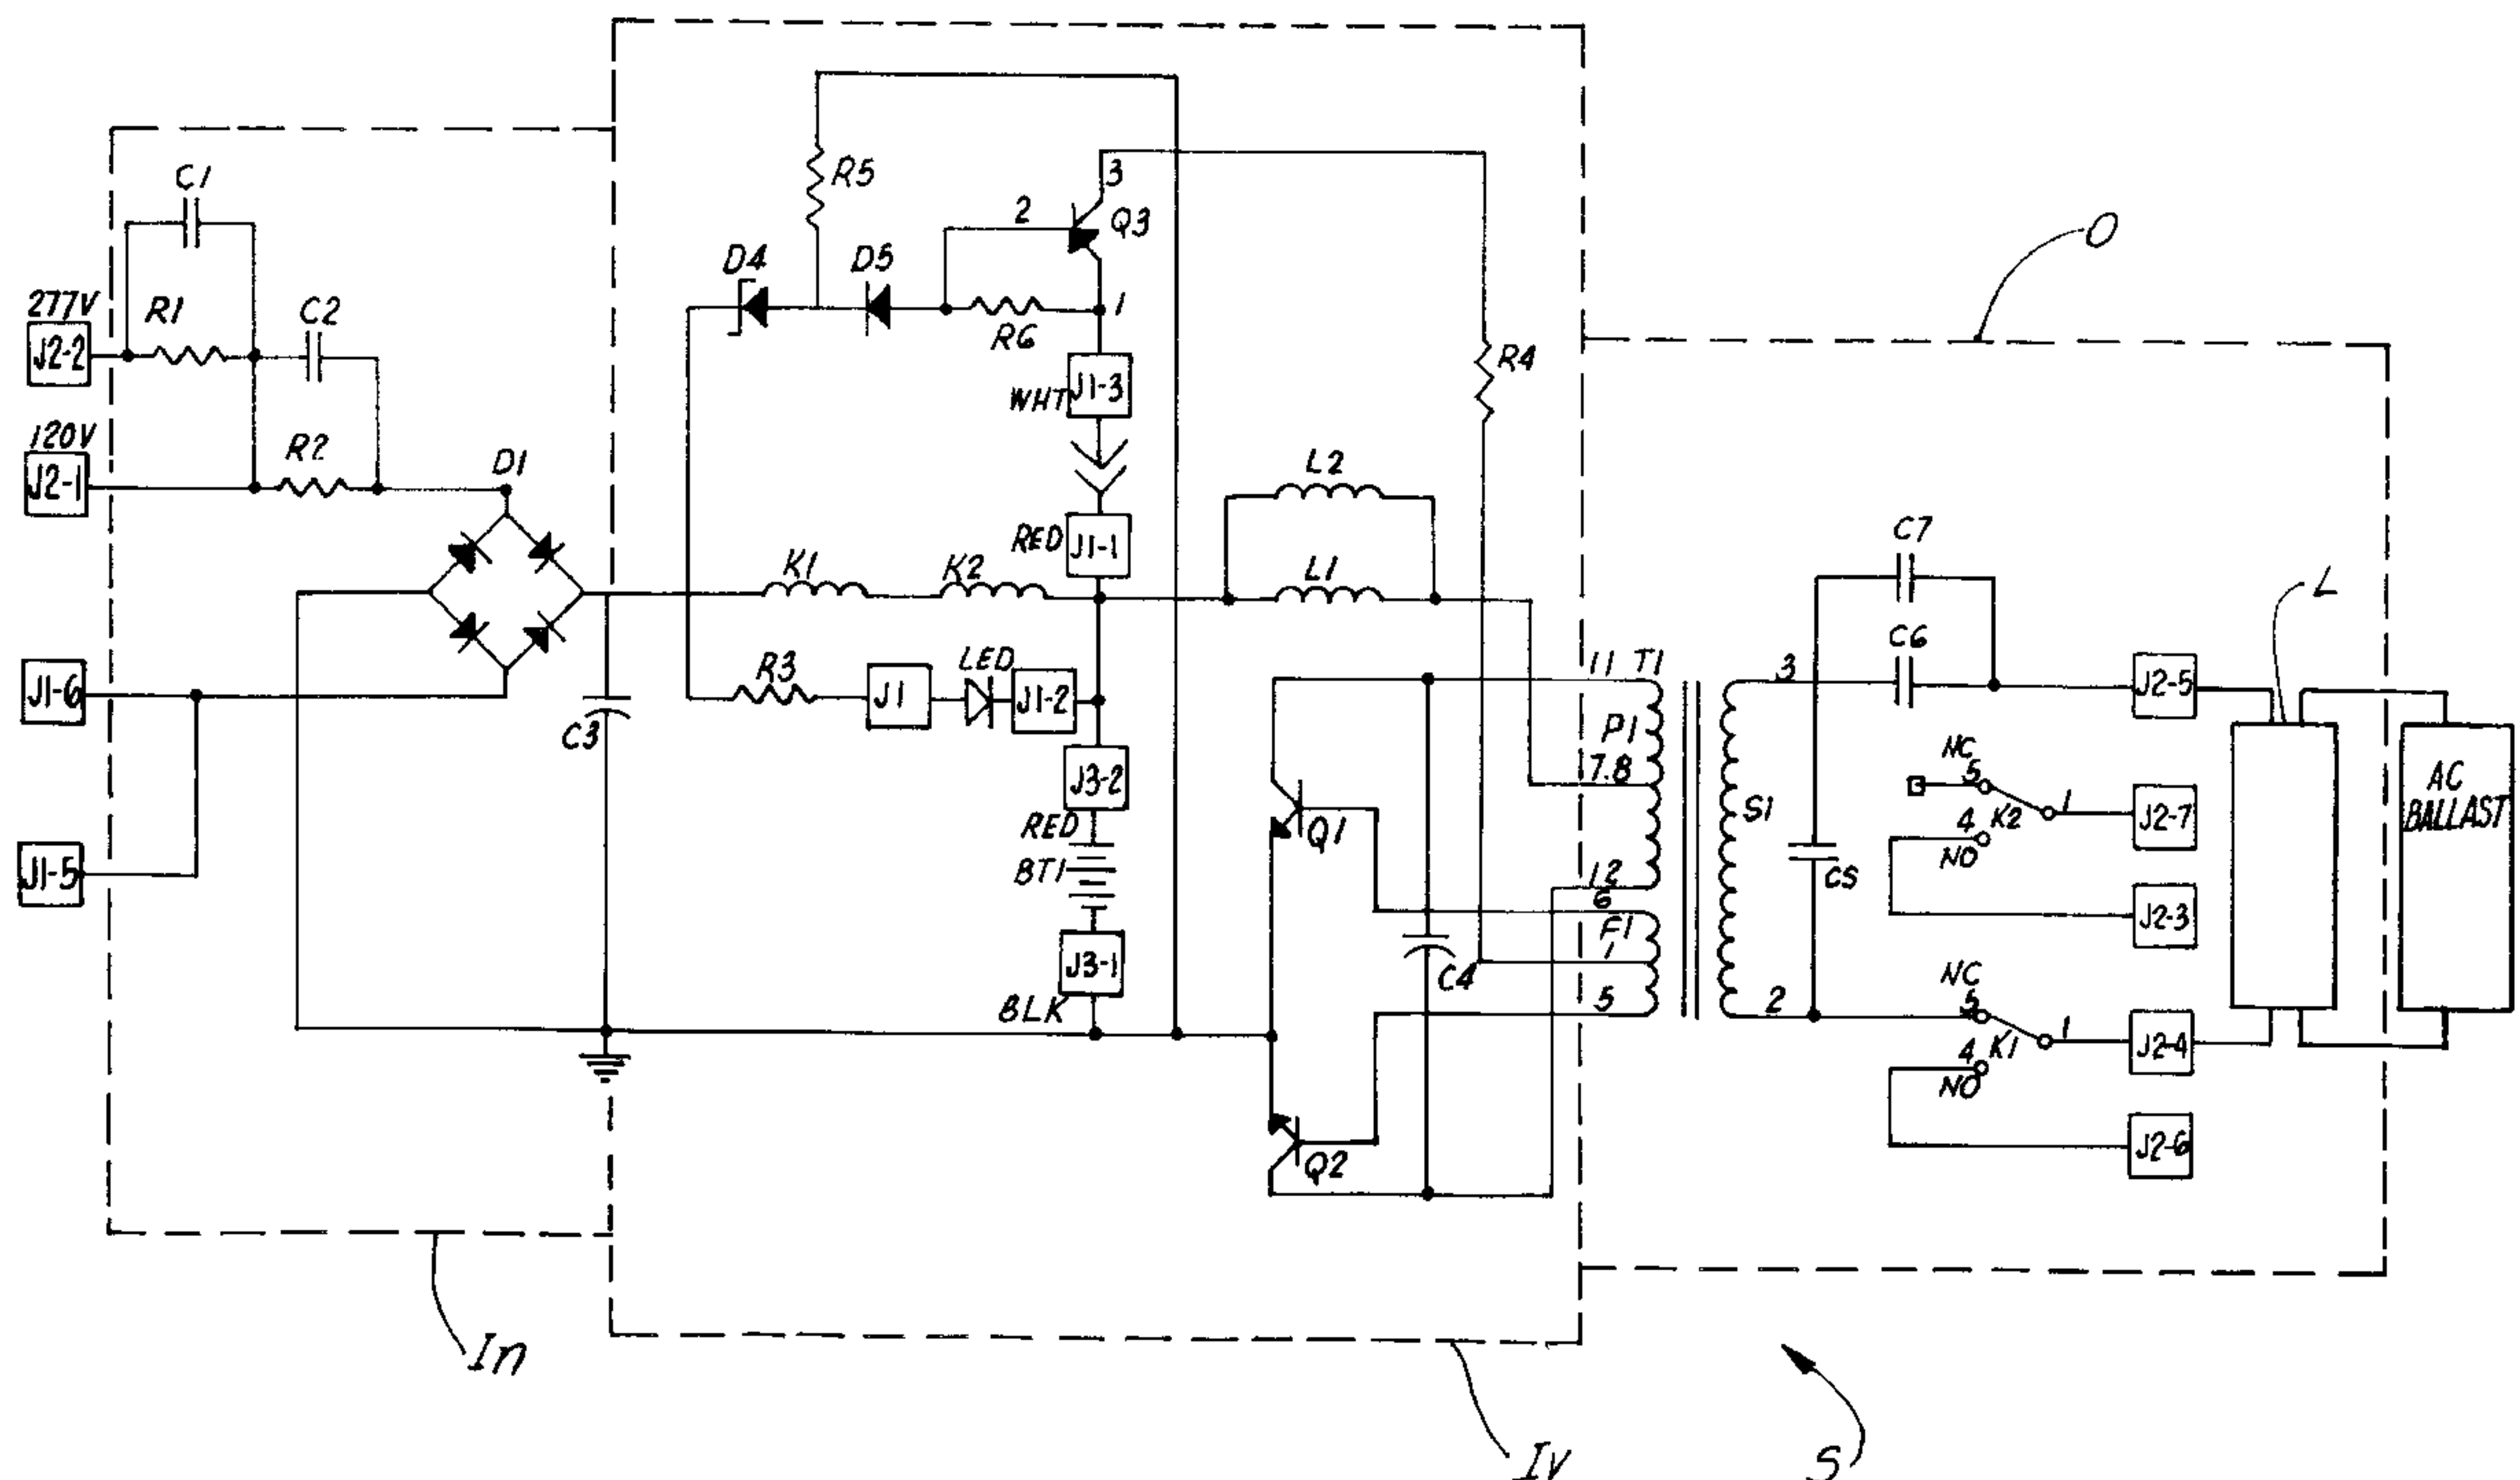 C1
277V
R1
C2
J2-2
120V
R2
D1
J2-1
J1-6
J1-5
C3
In
R5
3
2
Q3
D4
D5
1
R6
J1-3
WHT
R4
RED
J1-1
L2
L1
K1
K2
R3
J1
LED
J1-2
J3-2
RED
BT1
J3-1
BLK
Q1
Q2
C4
11
T1
P1
7.8
12
6
F1
1
5
Iv
O
C7
C6
L
3
J2-5
NC
5
S1
4
K2
1
J2-7
NO
C5
J2-3
NC
2
5
4
K1
1
J2-4
NO
J2-6
AC
BALLAST
S